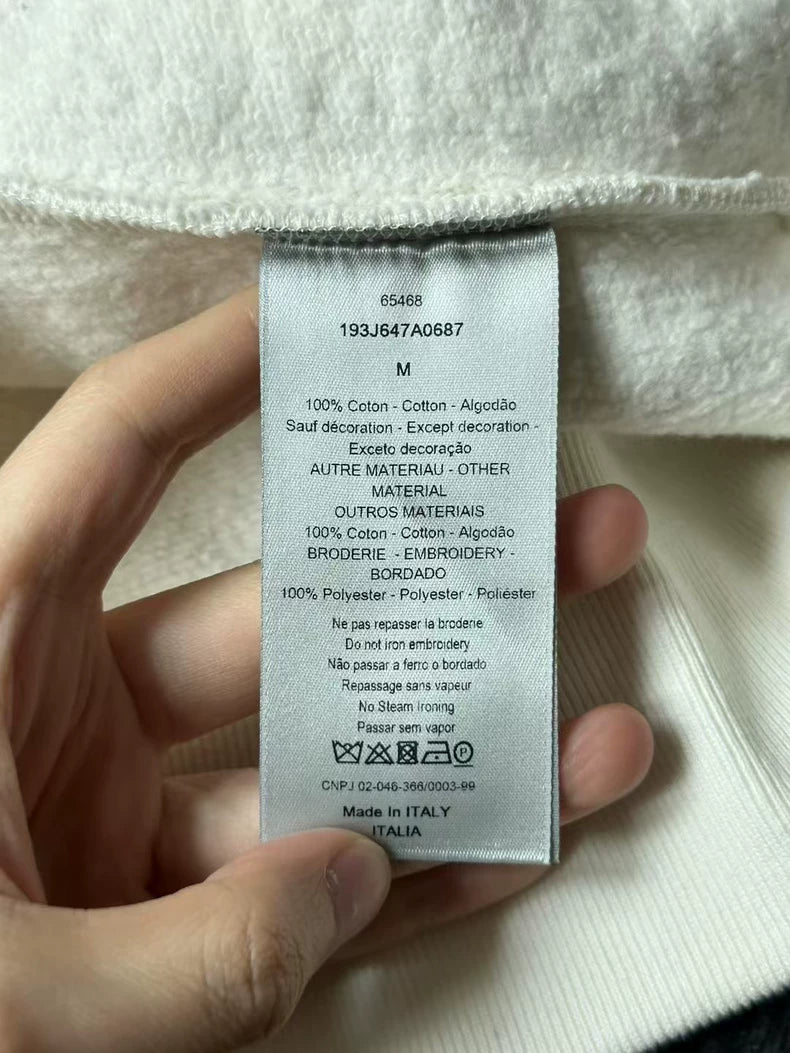 65468
193J647A0687
M
100% Coton - Cotton - Algodão
Sauf décoration - Except decoration -
Exceto decoração
AUTRE MATERIAU - OTHER
MATERIAL
OUTROS MATERIAIS
100% Coton - Cotton - Algodão
BRODERIE - EMBROIDERY -
BORDADO
100% Polyester - Polyester - Poliéster
Ne pas repasser la broderie
Do not iron embroidery
Não passar a ferro o bordado
Repassage sans vapeur
No Steam Ironing
Passar sem vapor
P
CNPJ 02-046-366/0003-99
Made In ITALY
ITALIA